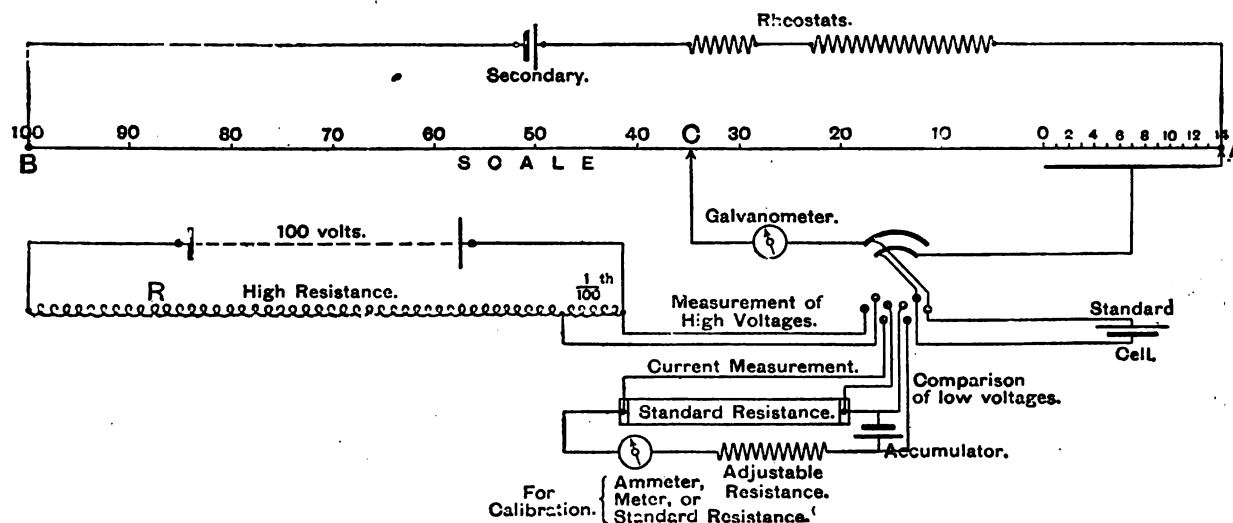 Rheostats.
Secondary.
100 90 80 70 60 50 40 C 30 20 10 0 2 4 6 8 10 12 14
B SOALE A
Galvanometer.
100 volts.
R High Resistance. 1/100 th
Measurement of
High Voltages.
Standard
Cell,
Current Measurement.
Comparison
of low voltages.
Standard Resistance.
Accumulator.
Adjustable
Resistance.
For
Calibration.
Ammeter,
Meter, or
Standard Resistance.